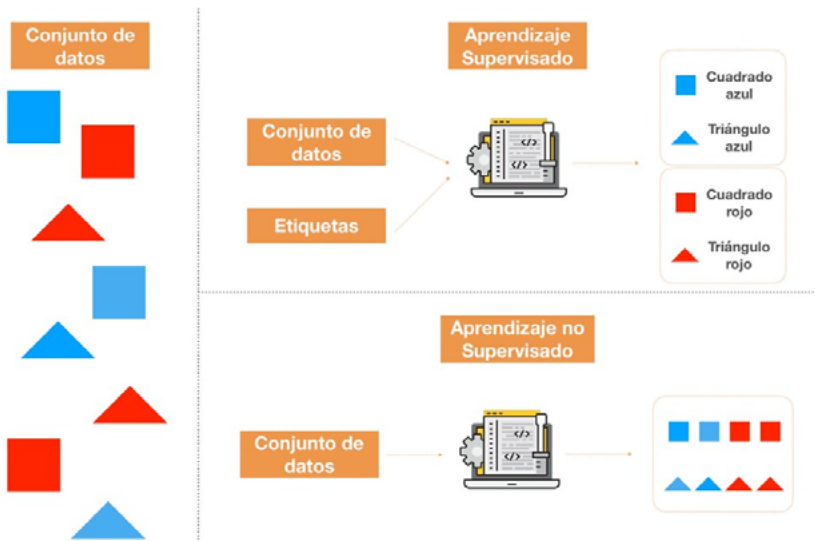 Conjunto de
datos
Aprendizaje
Supervisado
Conjunto de
datos
Etiquetas
</>
</>
Cuadrado
azul
Triángulo
azul
Cuadrado
rojo
Triángulo
rojo
Aprendizaje no
Supervisado
Conjunto de
datos
</>
</>